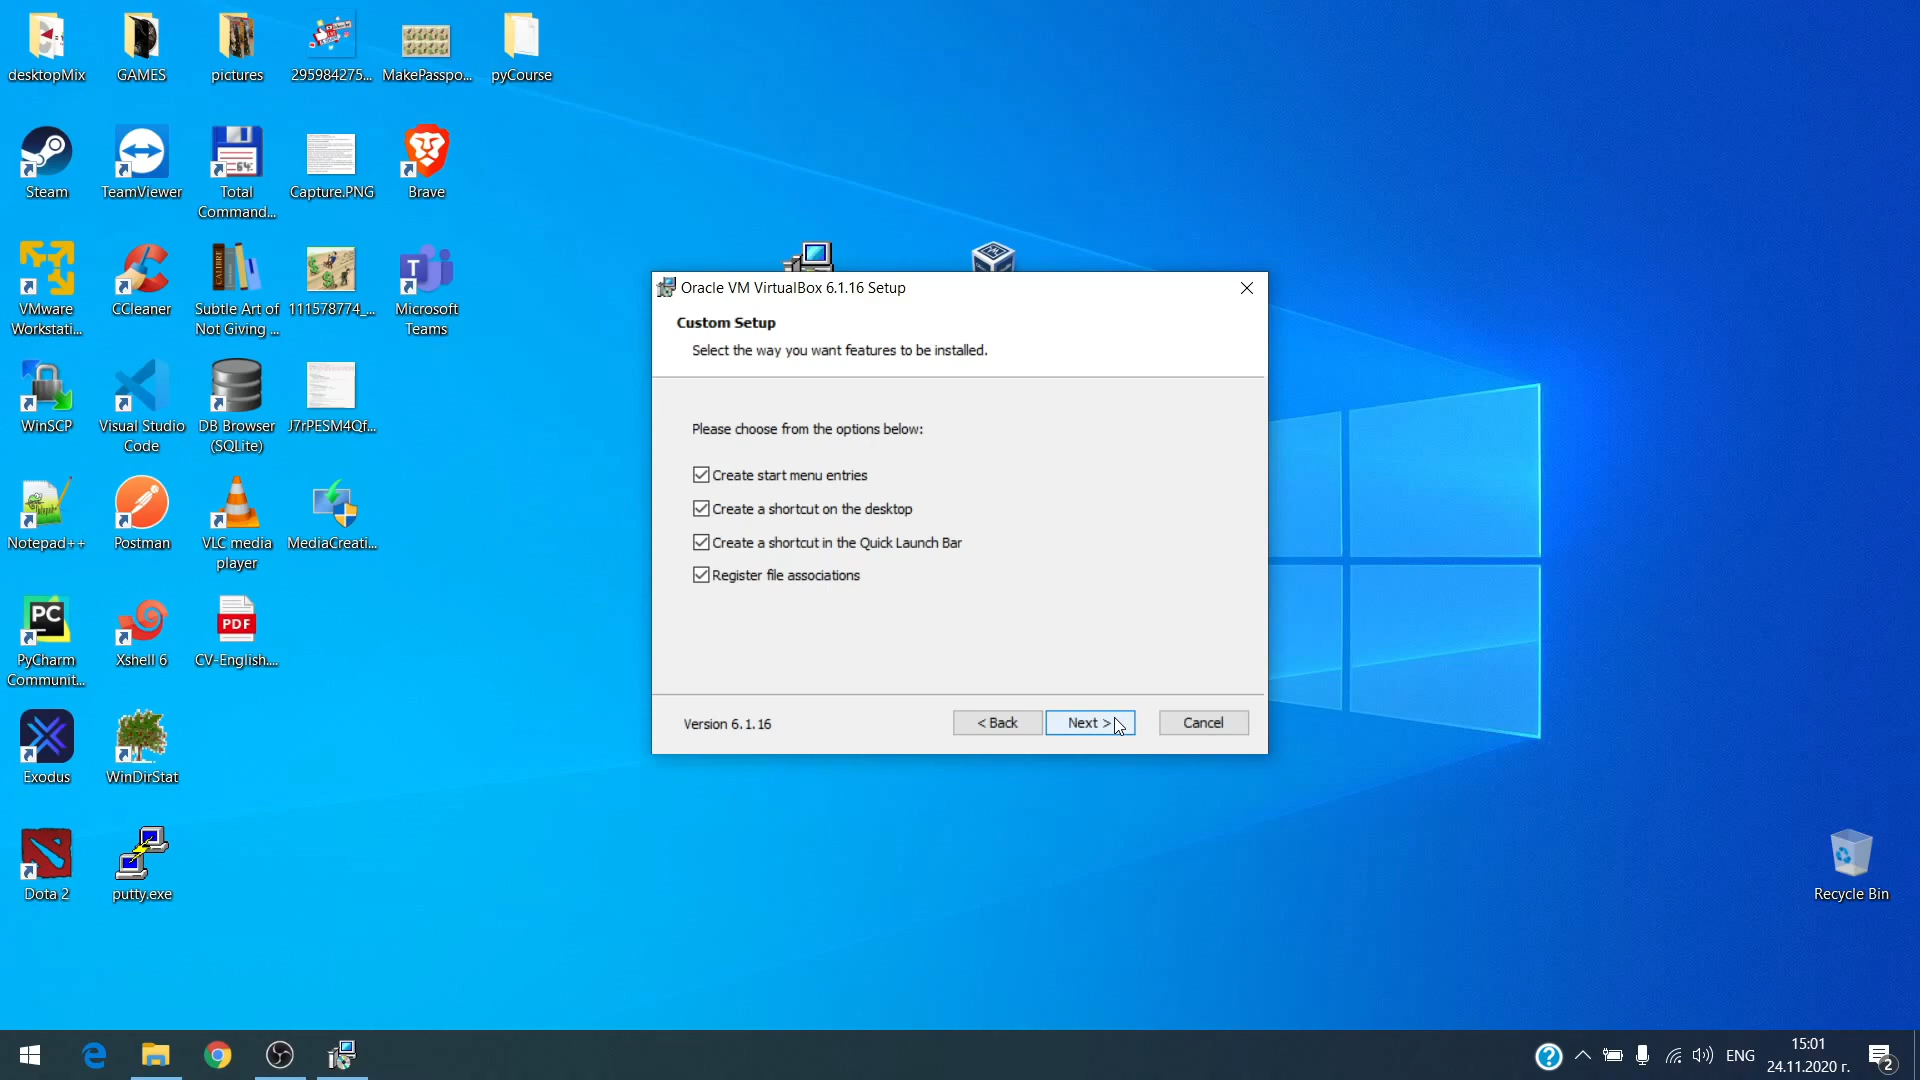 desktopMix
GAMES
pictures
295984275...
MakePasspo...
pyCourse
Steam
TeamViewer
64
Total
Command...
Capture.PNG
Brave
VMware
Workstati...
CCleaner
CALIBRE
Subtle Art of
Not Giving ...
111578774_...
T
Microsoft
Teams
WinSCP
Visual Studio
Code
DB Browser
(SQLite)
J7rPESM4Qf...
Notepad++
Postman
VLC media
player
MediaCreati...
PC
PyCharm
Communit...
Xshell 6
PDF
CV-English....
Exodus
WinDirStat
Dota 2
putty.exe
Oracle VM VirtualBox 6.1.16 Setup
Custom Setup
Select the way you want features to be installed.
Please choose from the options below:
Create start menu entries
Create a shortcut on the desktop
Create a shortcut in the Quick Launch Bar
Register file associations
Version 6.1.16
< Back
Next >
Cancel
Recycle Bin
ENG
15:01
24.11.2020 г.
2